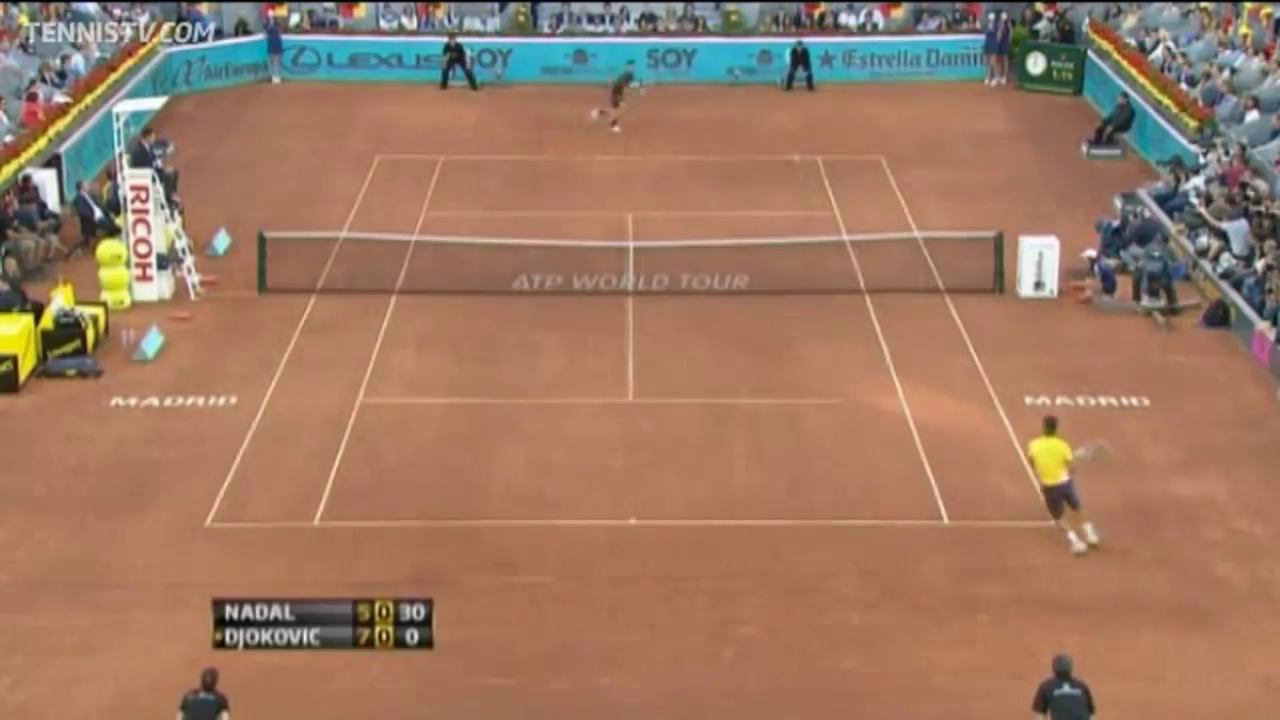 TENNISTV.COM
AirEuropa
LEXUS
SOY
SOY
Estrella Damm
RICOH
ATP WORLD TOUR
MADRID
MADRID
NADAL 5 0 30
DJOKOVIC 7 0 0